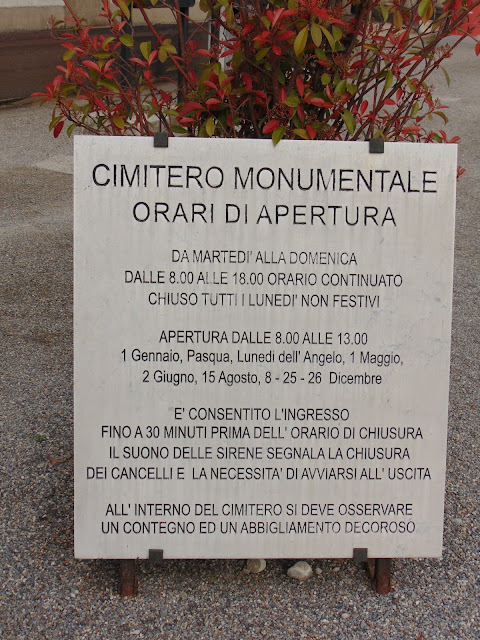 CIMITERO MONUMENTALE
ORARI DI APERTURA
DA MARTEDI' ALLA DOMENICA
DALLE 8.00 ALLE 18.00 ORARIO CONTINUATO
CHIUSO TUTTI I LUNEDI' NON FESTIVI
APERTURA DALLE 8.00 ALLE 13.00
1 Gennaio, Pasqua, Lunedi dell' Angelo, 1 Maggio,
2 Giugno, 15 Agosto, 8 - 25 - 26 Dicembre
E' CONSENTITO L'INGRESSO
FINO A 30 MINUTI PRIMA DELL' ORARIO DI CHIUSURA
IL SUONO DELLE SIRENE SEGNALA LA CHIUSURA
DEI CANCELLI E LA NECESSITA' DI AVVIARSI ALL' USCITA
ALL' INTERNO DEL CIMITERO SI DEVE OSSERVARE
UN CONTEGNO ED UN ABBIGLIAMENTO DECOROSO